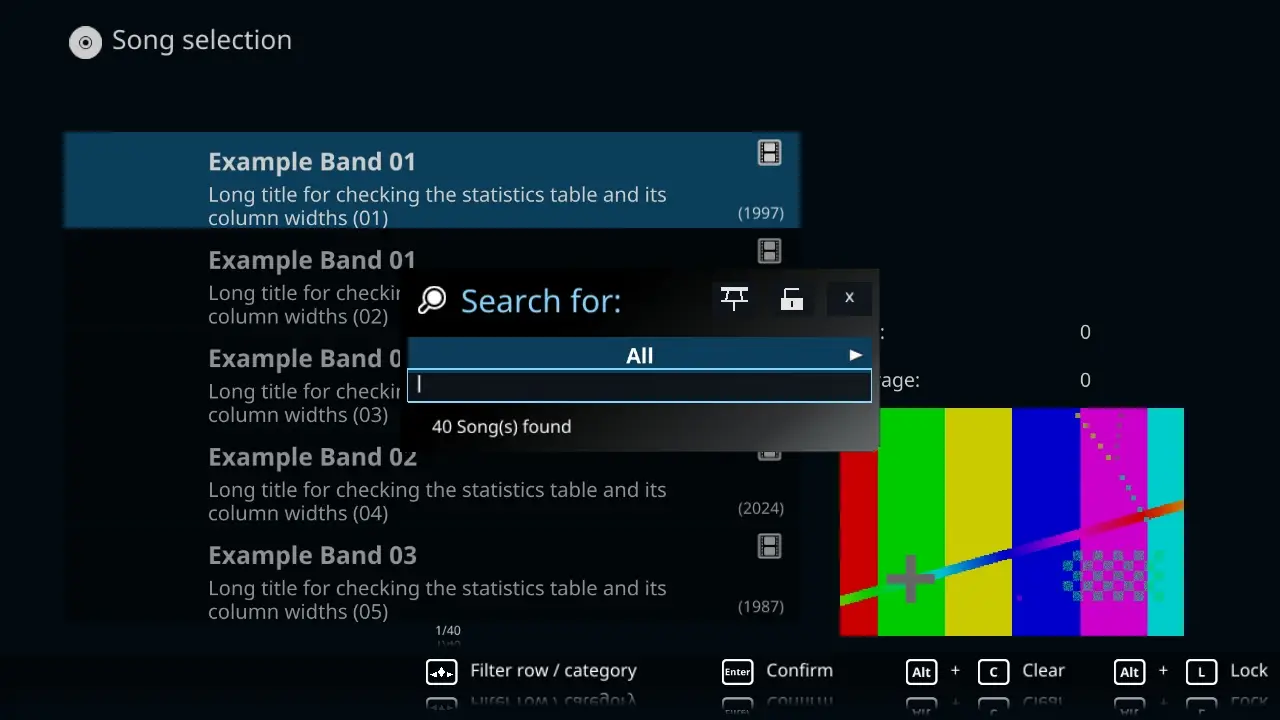 Song selection
Example Band 01
Long title for checking the statistics table and its
column widths (01)
(1997)
Example Band 01
Long title for
column widths (02)
Example Band
Long title for
column widths (03)
Search for:
x
All
40 Song(s) found
:
0
rage:
0
Example Band 02
Long title for checking the statistics table and its
column widths (04)
(2024)
Example Band 03
Long title for checking the statistics table and its
column widths (05)
(1987)
1/40
Filter row / category
Enter Confirm
Alt + C Clear
Alt + L Lock